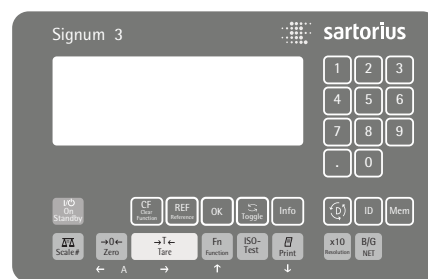 Signum 3
sartorius
1 2 3
4 5 6
7 8 9
. 0
I/⏻ On Standby
CF Clear Function
REF Reference
OK
Toggle
Info
D
ID
Mem
Scale#
→0← Zero
→T← Tare
Fn Function
ISO-Test
Print
x10 Resolution
B/G NET
← A → ↑ ↓